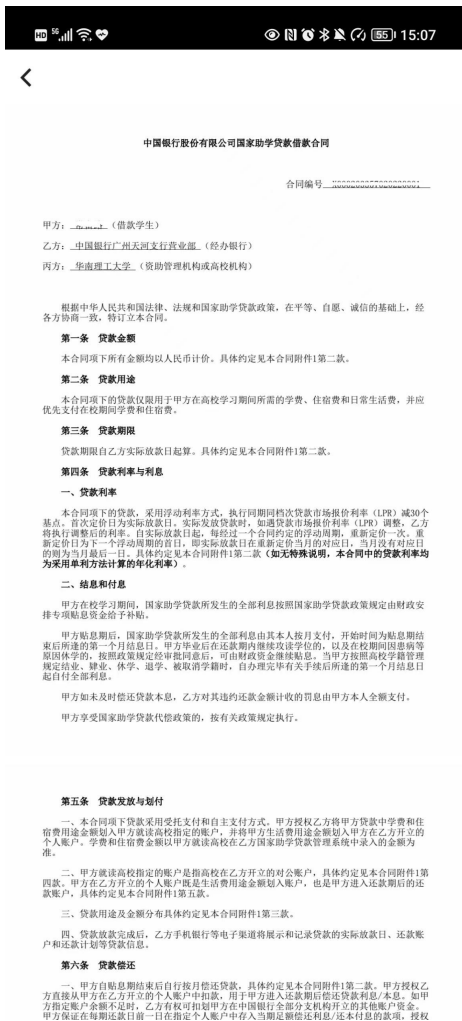 HD 5G 55 15:07
中国银行股份有限公司国家助学贷款借款合同
合同编号
甲方：（借款学生）
乙方：中国银行广州天河支行营业部（经办银行）
丙方：华南理工大学（资助管理机构或高校机构）
根据中华人民共和国法律、法规和国家助学贷款政策，在平等、自愿、诚信的基础上，经
各方协商一致，特订立本合同。
第一条 贷款金额
本合同项下所有金额均以人民币计价。具体约定见本合同附件1第二款。
第二条 贷款用途
本合同项下的贷款仅限用于甲方在高校学习期间所需的学费、住宿费和日常生活费，并应
优先支付在校期间学费和住宿费。
第三条 贷款期限
贷款期限自乙方实际放款日起算。具体约定见本合同附件1第二款。
第四条 贷款利率与利息
一、贷款利率
本合同项下的贷款，采用浮动利率方式，执行同期同档次贷款市场报价利率（LPR）减30个
基点。首次定价日为实际放款日。实际发放贷款时，如遇贷款市场报价利率（LPR）调整，乙方
将执行调整后的利率。自实际放款日起，每经过一个合同约定的浮动周期，重新定价一次。重
新定价日为下一个浮动周期的首日，即实际放款日在重新定价当月的对应日，当月没有对应日
的则为当月最后一日。具体约定见本合同附件1第二款（如无特殊说明，本合同中的贷款利率均
为采用单利方法计算的年化利率）。
二、结息和付息
甲方在校学习期间，国家助学贷款所发生的全部利息按照国家助学贷款政策规定由财政安
排专项贴息资金给予补贴。
甲方贴息期后，国家助学贷款所发生的全部利息由其本人按月支付，开始时间为贴息期结
束后所逢的第一个月结息日。甲方毕业后在还款期内继续攻读学位的，以及在校期间因患病等
原因休学的，按照政策规定经审批同意后，可由财政资金继续贴息。当甲方按照高校学籍管理
规定结业、肄业、休学、退学、被取消学籍时，自办理完毕有关手续后所逢的第一个月结息日
起自付全部利息。
甲方如未及时偿还贷款本息，乙方对其违约还款金额计收的罚息由甲方本人全额支付。
甲方享受国家助学贷款代偿政策的，按有关政策规定执行。
第五条 贷款发放与划付
一、本合同项下贷款采用受托支付和自主支付方式。甲方授权乙方将甲方贷款中学费和住
宿费用途金额划入甲方就读高校指定的账户，并将甲方生活费用途金额划入甲方在乙方开立的
个人账户。学费和住宿费金额以甲方就读高校在乙方国家助学贷款管理系统中录入的金额为
准。
二、甲方就读高校指定的账户是指高校在乙方开立的对公账户，具体约定见本合同附件1第
四款。甲方在乙方开立的个人账户既是生活费用途金额划入账户，也是甲方进入还款期后的还
款账户，具体约定见本合同附件1第五款。
三、贷款用途及金额分布具体约定见本合同附件1第三款。
四、贷款放款完成后，乙方手机银行等电子渠道将展示和记录贷款的实际放款日、还款账
户和还款计划等贷款信息。
第六条 贷款偿还
一、甲方自贴息期结束后自行按月偿还贷款，具体约定见本合同附件1第二款。甲方授权乙
方直接从甲方在乙方开立的个人账户中扣款，用于甲方进入还款期后偿还贷款利息/本息。如甲
方指定账户余额不足时，乙方有权可扣划甲方在中国银行全部分支机构开立的其他账户资金。
甲方保证在每期还款日前一日在指定个人账户中存入当期足额偿还利息/还本付息的款项，授权